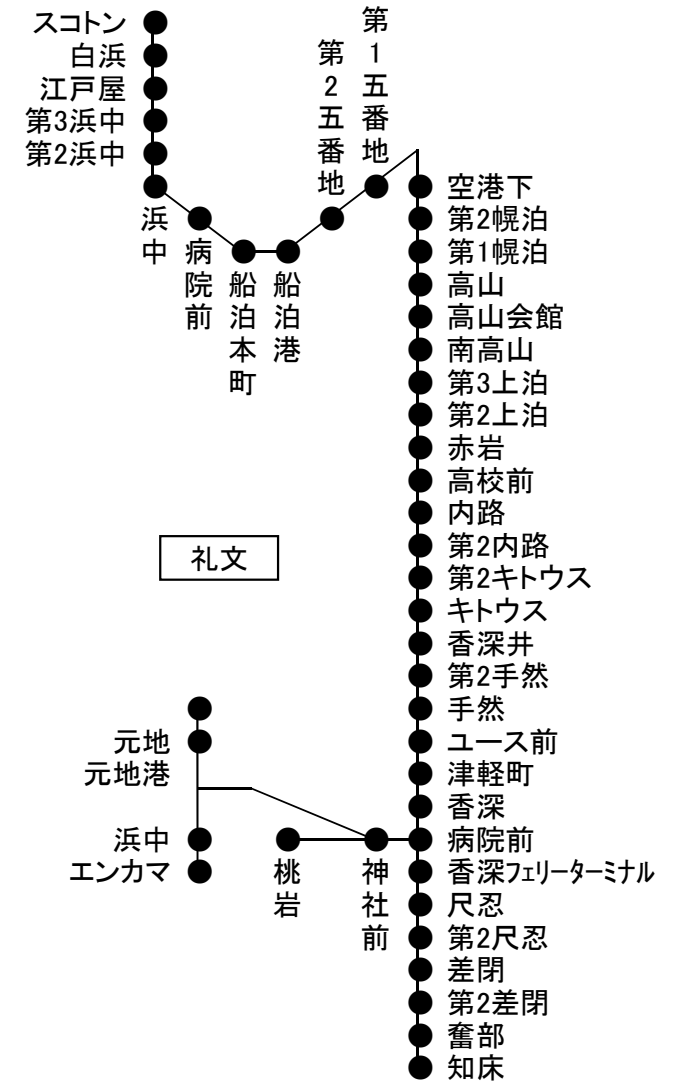 スコトン
白浜
江戸屋
第3浜中
第2浜中
浜中
病院前
船泊本町
船泊港
第2五番地
第1五番地
空港下
第2幌泊
第1幌泊
高山
高山会館
南高山
第3上泊
第2上泊
赤岩
高校前
内路
第2内路
第2キトウス
キトウス
香深井
第2手然
手然
ユース前
津軽町
香深
病院前
香深フェリーターミナル
尺忍
第2尺忍
差閉
第2差閉
奮部
知床
礼文
元地
元地港
浜中
エンカマ
桃岩
神社前